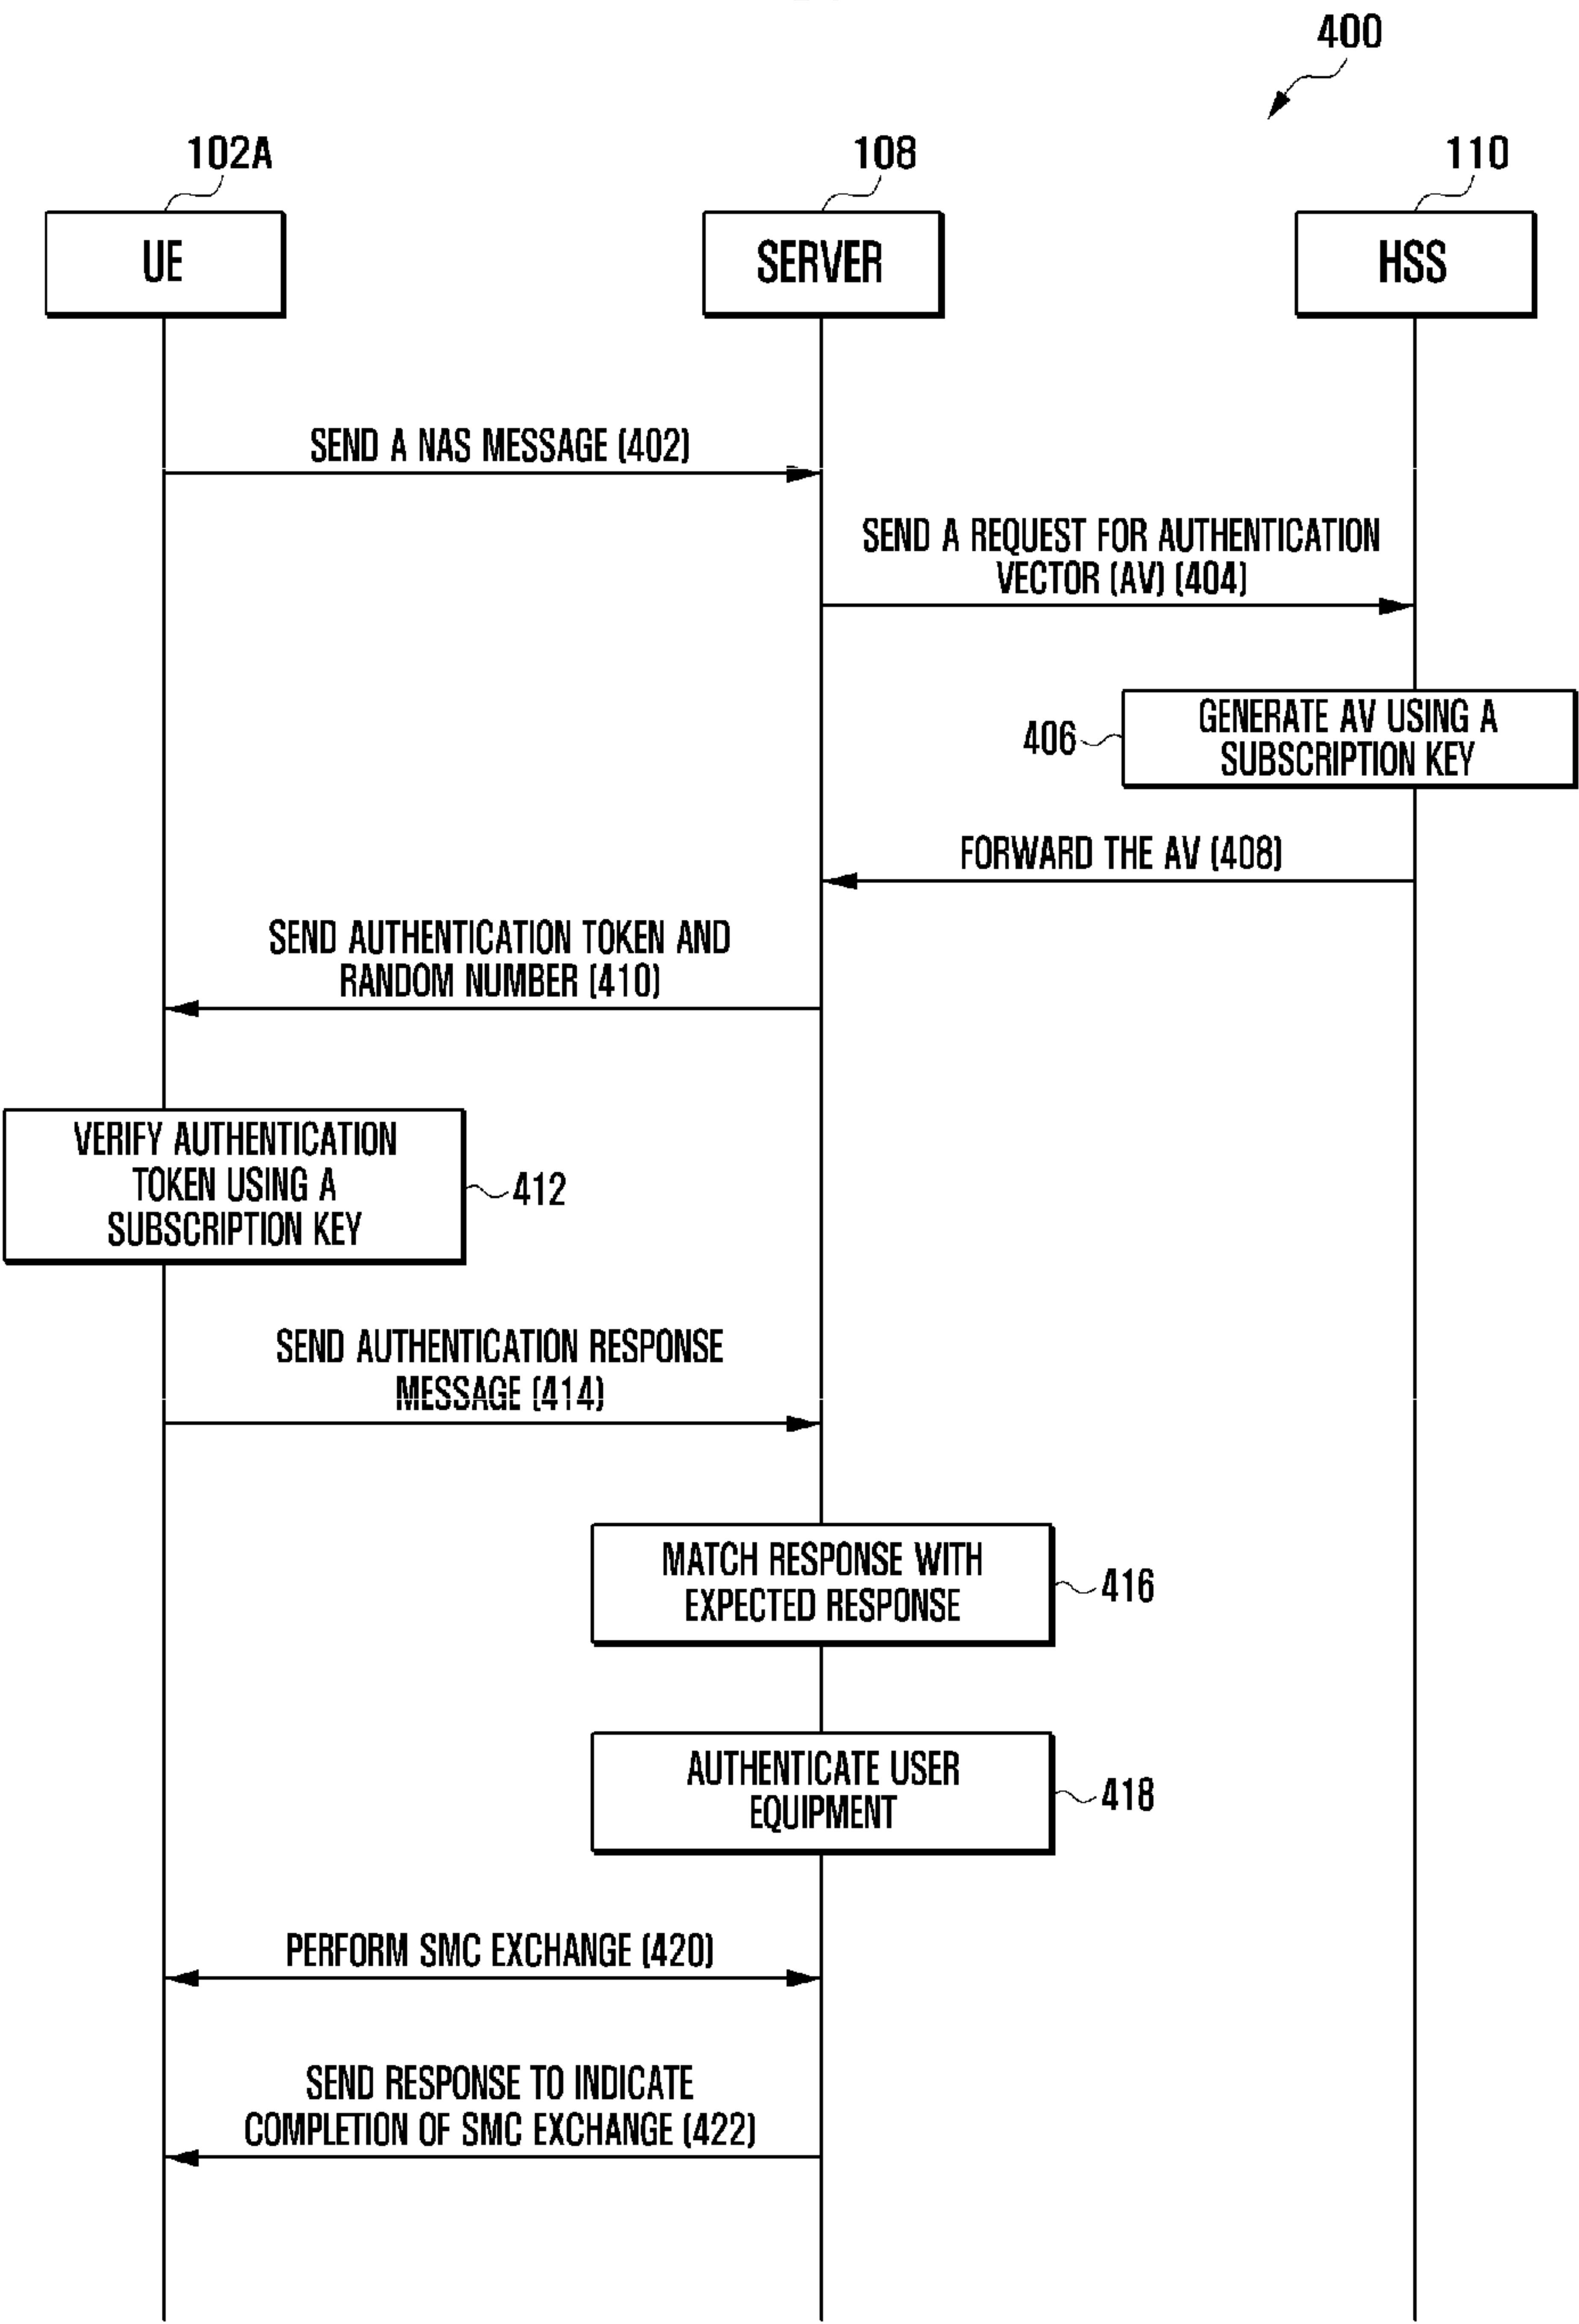 400
102A
108
110
UE
SERVER
HSS
SEND A NAS MESSAGE (402)
SEND A REQUEST FOR AUTHENTICATION
VECTOR (AV) (404)
GENERATE AV USING A
SUBSCRIPTION KEY
406
FORWARD THE AV (408)
SEND AUTHENTICATION TOKEN AND
RANDOM NUMBER (410)
VERIFY AUTHENTICATION
TOKEN USING A
SUBSCRIPTION KEY
412
SEND AUTHENTICATION RESPONSE
MESSAGE (414)
MATCH RESPONSE WITH
EXPECTED RESPONSE
416
AUTHENTICATE USER
EQUIPMENT
418
PERFORM SMC EXCHANGE (420)
SEND RESPONSE TO INDICATE
COMPLETION OF SMC EXCHANGE (422)